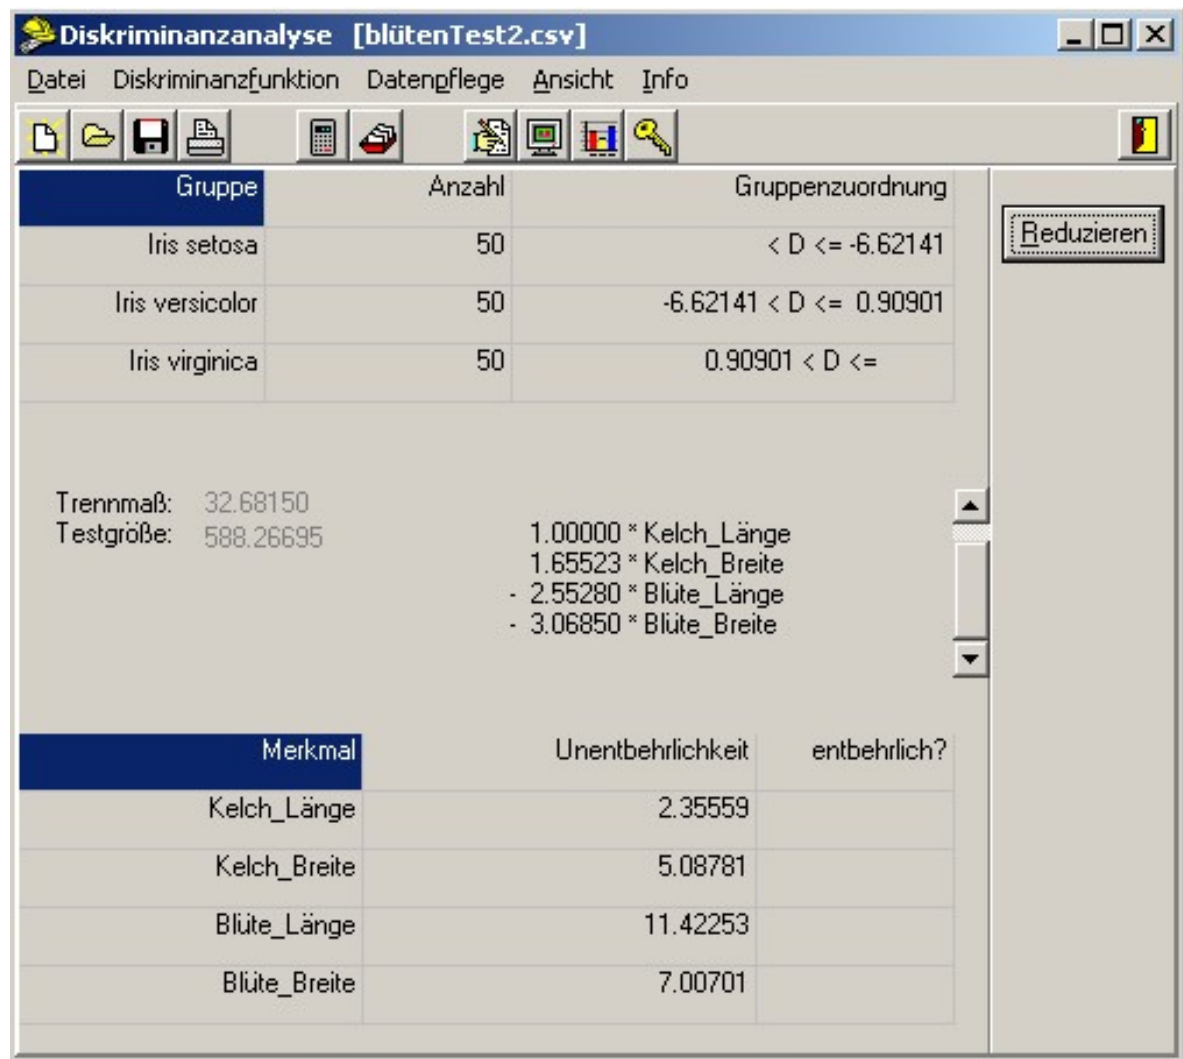 Diskriminanzanalyse [blütenTest2.csv]
Datei Diskriminanzfunktion Datenpflege Ansicht Info
Gruppe Anzahl Gruppenzuordnung
Iris setosa 50 < D <= -6.62141
Reduzieren
Iris versicolor 50 -6.62141 < D <= 0.90901
Iris virginica 50 0.90901 < D <=
Trennmaß: 32.68150
Testgröße: 588.26695
1.00000 * Kelch_Länge
1.65523 * Kelch_Breite
- 2.55280 * Blüte_Länge
- 3.06850 * Blüte_Breite
Merkmal Unentbehrlichkeit entbehrlich?
Kelch_Länge 2.35559
Kelch_Breite 5.08781
Blüte_Länge 11.42253
Blüte_Breite 7.00701